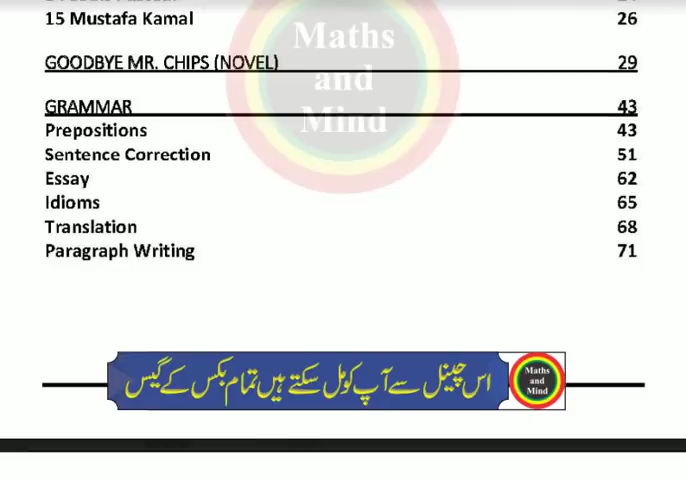 15 Mustafa Kamal 26
Maths
and
Mind
GOODBYE MR. CHIPS (NOVEL) 29
GRAMMAR 43
Prepositions 43
Sentence Correction 51
Essay 62
Idioms 65
Translation 68
Paragraph Writing 71
اس چینل سے آپ کو مل سکتے ہیں تمام بکس کے گیس
Maths
and
Mind